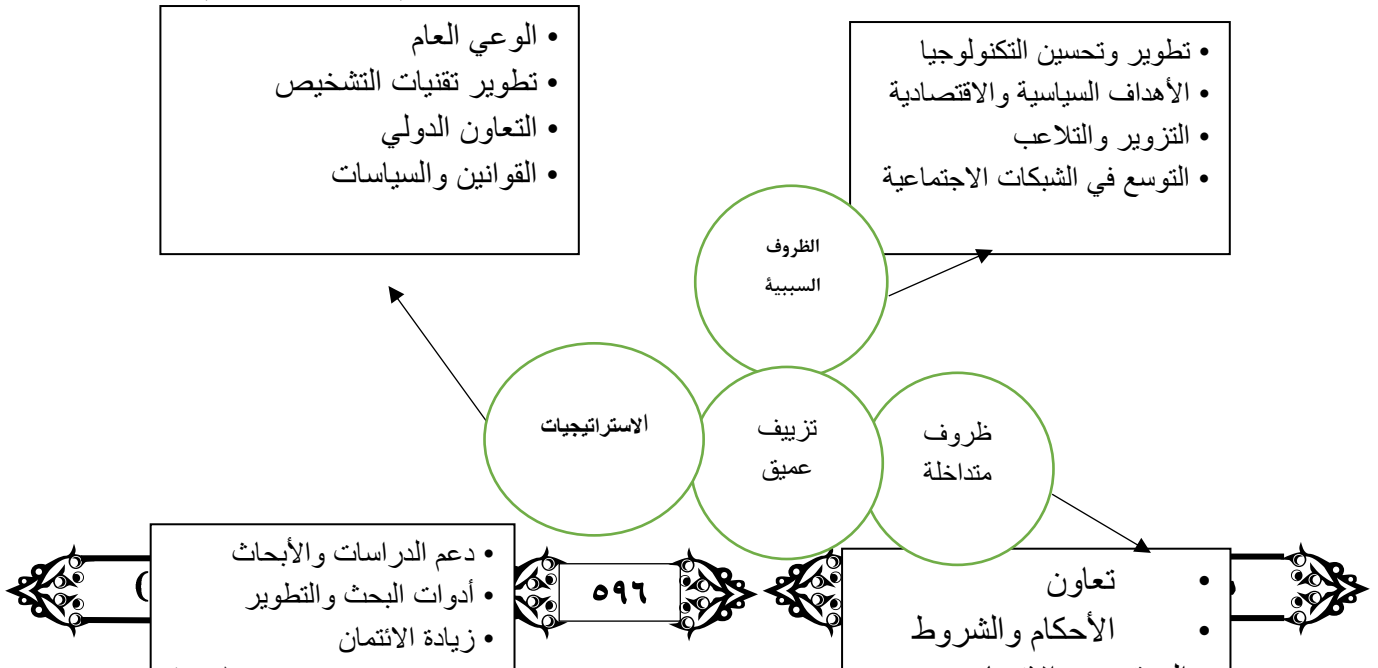 • تطوير وتحسين التكنولوجيا
• الأهداف السياسية والاقتصادية
• التزوير والتلاعب
• التوسع في الشبكات الاجتماعية
• الوعي العام
• تطوير تقنيات التشخيص
• التعاون الدولي
• القوانين والسياسات
الظروف
السببية
ظروف
متداخلة
تزييف
عميق
الاستراتيجيات
• تعاون
• الأحكام والشروط
• دعم الدراسات والأبحاث
• أدوات البحث والتطوير
• زيادة الائتمان
٥٩٦